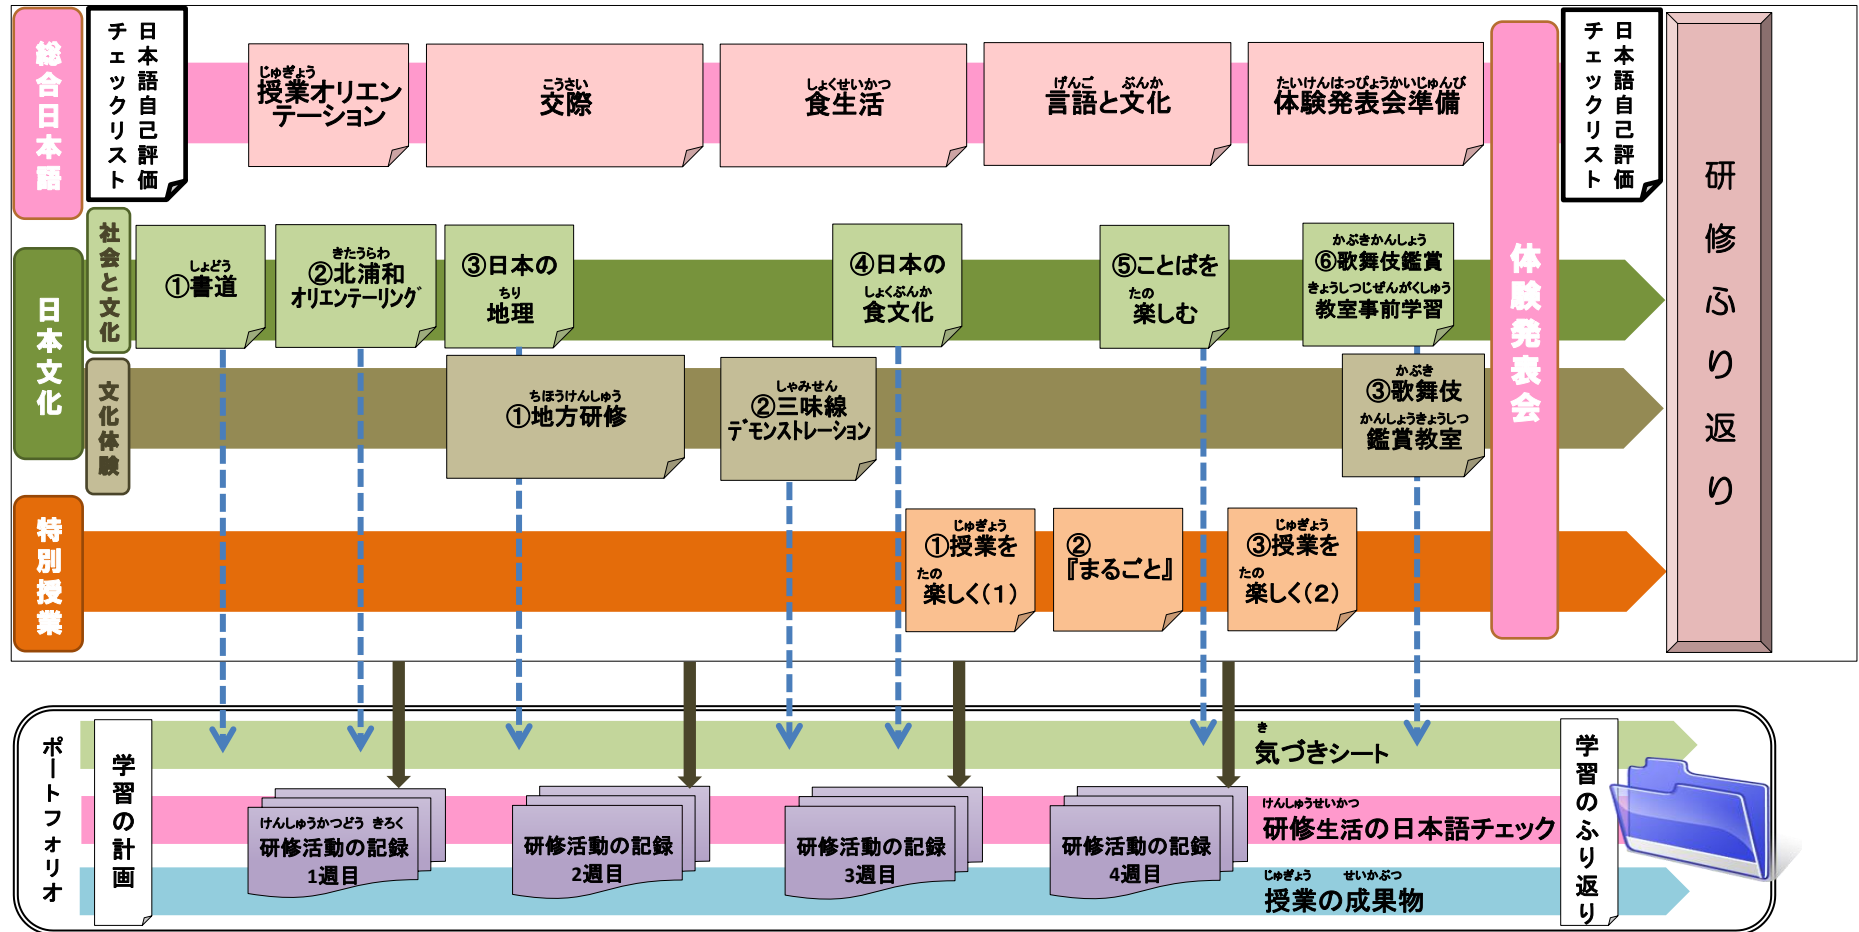 総合日本語
日本語自己評価
チェックリスト
じゅぎょう
授業オリエン
テーション
こうさい
交際
しょくせいかつ
食生活
げんご ぶんか
言語と文化
たいけんはっぴょうかいじゅんび
体験発表会準備
体験発表会
日本語自己評価
チェックリスト
研修ふり返り
日本文化
社会と文化
しょどう
①書道
きたうらわ
②北浦和
オリエンテーリング
③日本の
ちり
地理
④日本の
しょくぶんか
食文化
⑤ことばを
たの
楽しむ
かぶきかんしょう
⑥歌舞伎鑑賞
きょうしつじぜんがくしゅう
教室事前学習
文化体験
ちほうけんしゅう
①地方研修
しゃみせん
②三味線
デモンストレーション
かぶき
③歌舞伎
かんしょうきょうしつ
鑑賞教室
特別授業
じゅぎょう
①授業を
たの
楽しく(1)
②
『まるごと』
じゅぎょう
③授業を
たの
楽しく(2)
ポートフォリオ
学習の計画
き
気づきシート
けんしゅうかつどう きろく
研修活動の記録
1週目
研修活動の記録
2週目
研修活動の記録
3週目
研修活動の記録
4週目
けんしゅうせいかつ
研修生活の日本語チェック
じゅぎょう せいかぶつ
授業の成果物
学習のふり返り